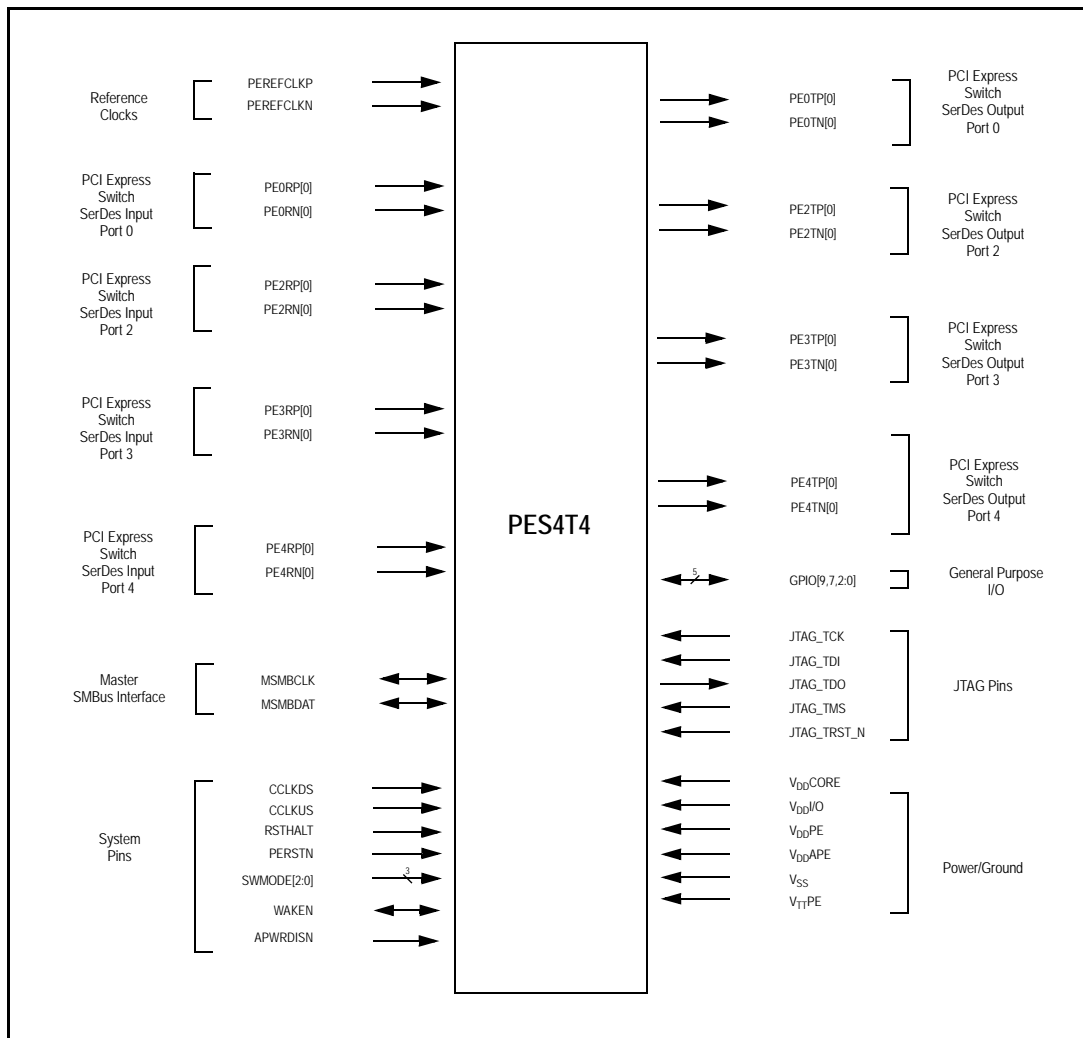 Reference
Clocks
PEREFCLKP
PEREFCLKN
PCI Express
Switch
SerDes Input
Port 0
PE0RP[0]
PE0RN[0]
PCI Express
Switch
SerDes Input
Port 2
PE2RP[0]
PE2RN[0]
PCI Express
Switch
SerDes Input
Port 3
PE3RP[0]
PE3RN[0]
PCI Express
Switch
SerDes Input
Port 4
PE4RP[0]
PE4RN[0]
Master
SMBus Interface
MSMBCLK
MSMBDAT
System
Pins
CCLKDS
CCLKUS
RSTHALT
PERSTN
SWMODE[2:0]
3
WAKEN
APWRDISN
PES4T4
PE0TP[0]
PE0TN[0]
PCI Express
Switch
SerDes Output
Port 0
PE2TP[0]
PE2TN[0]
PCI Express
Switch
SerDes Output
Port 2
PE3TP[0]
PE3TN[0]
PCI Express
Switch
SerDes Output
Port 3
PE4TP[0]
PE4TN[0]
PCI Express
Switch
SerDes Output
Port 4
5
GPIO[9,7,2:0]
General Purpose
I/O
JTAG_TCK
JTAG_TDI
JTAG_TDO
JTAG_TMS
JTAG_TRST_N
JTAG Pins
VDDCORE
VDDI/O
VDDPE
VDDAPE
VSS
VTTPE
Power/Ground